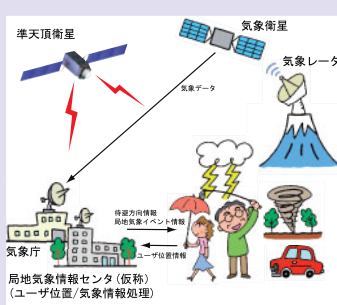 準天頂衛星
気象衛星
気象レーダ
気象データ
待避方向情報
局地気象イベント情報
ユーザ位置情報
気象庁
局地気象情報センタ(仮称)
(ユーザ位置/気象情報処理)